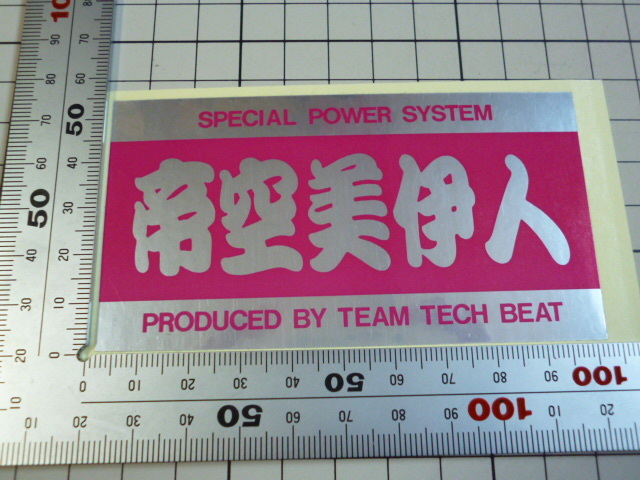 SPECIAL POWER SYSTEM
帝空美伊人
PRODUCED BY TEAM TECH BEAT